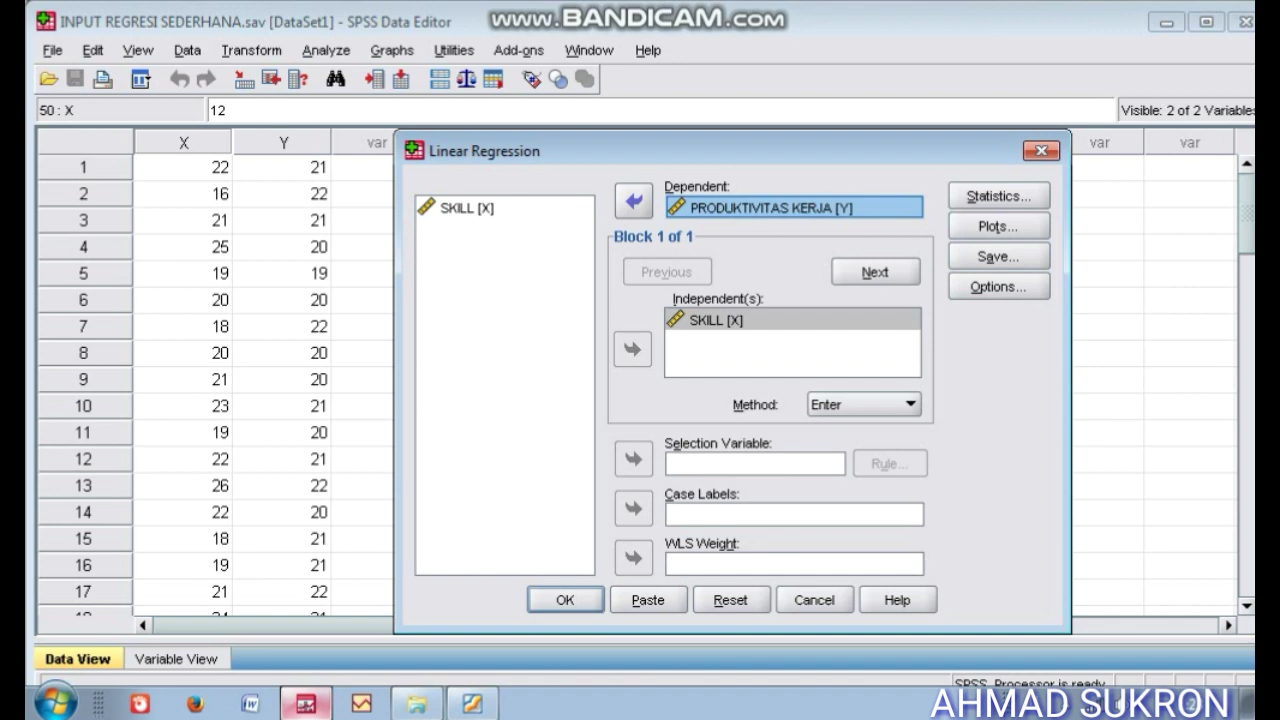 INPUT REGRESI SEDERHANA.sav [DataSet1] - SPSS Data Editor
www.BANDICAM.com
File Edit View Data Transform Analyze Graphs Utilities Add-ons Window Help
50 : X 12 Visible: 2 of 2 Variables
X Y var var var
1 22 21
2 16 22
3 21 21
4 25 20
5 19 19
6 20 20
7 18 22
8 20 20
9 21 20
10 23 21
11 19 20
12 22 21
13 26 22
14 22 20
15 18 21
16 19 21
17 21 22
Linear Regression
SKILL [X]
Dependent:
PRODUKTIVITAS KERJA [Y]
Block 1 of 1
Previous Next
Independent(s):
SKILL [X]
Method: Enter
Selection Variable:
Rule...
Case Labels:
WLS Weight:
Statistics...
Plots...
Save...
Options...
OK Paste Reset Cancel Help
Data View Variable View
SPSS Processor is ready
AHMAD SUKRON